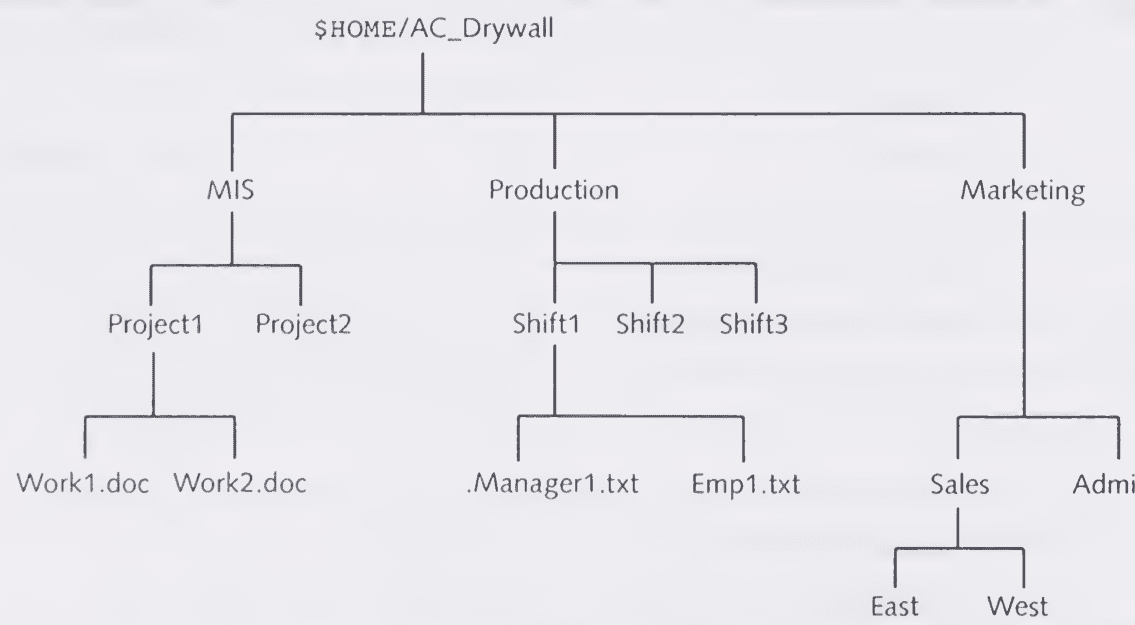 $HOME/AC_Drywall
MIS Production Marketing
Project1 Project2 Shift1 Shift2 Shift3
Work1.doc Work2.doc .Manager1.txt Emp1.txt Sales Admi
East West